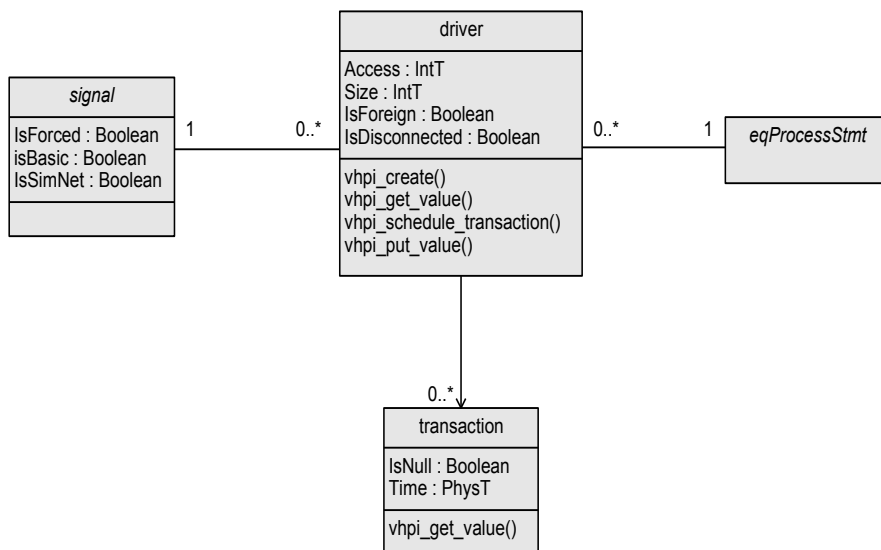 driver
Access : IntT
Size : IntT
IsForeign : Boolean
IsDisconnected : Boolean
vhpi_create()
vhpi_get_value()
vhpi_schedule_transaction()
vhpi_put_value()
signal
IsForced : Boolean
isBasic : Boolean
IsSimNet : Boolean
1
0..*
0..*
1
eqProcessStmt
0..*
transaction
IsNull : Boolean
Time : PhysT
vhpi_get_value()